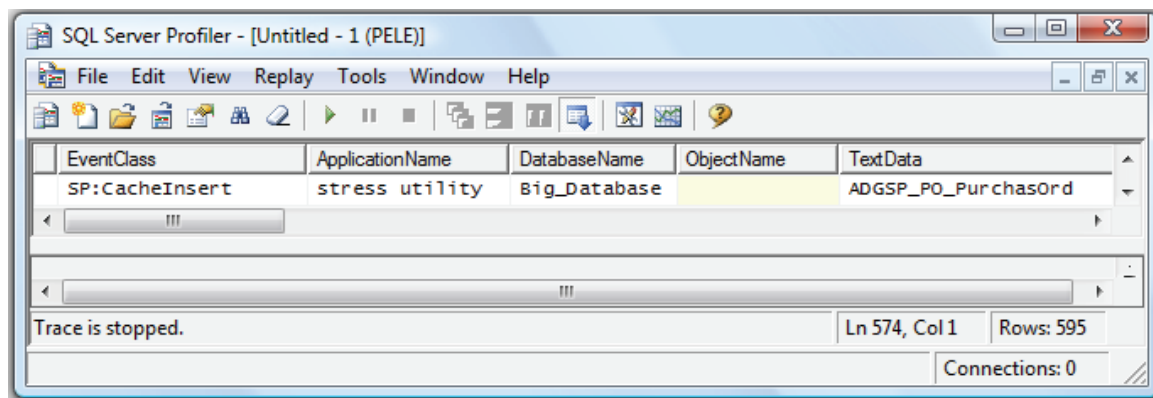 SQL Server Profiler - [Untitled - 1 (PELE)]
File Edit View Replay Tools Window Help
EventClass ApplicationName DatabaseName ObjectName TextData
SP:CacheInsert stress utility Big_Database ADGSP_PO_PurchasOrd
Trace is stopped. Ln 574, Col 1 Rows: 595
Connections: 0